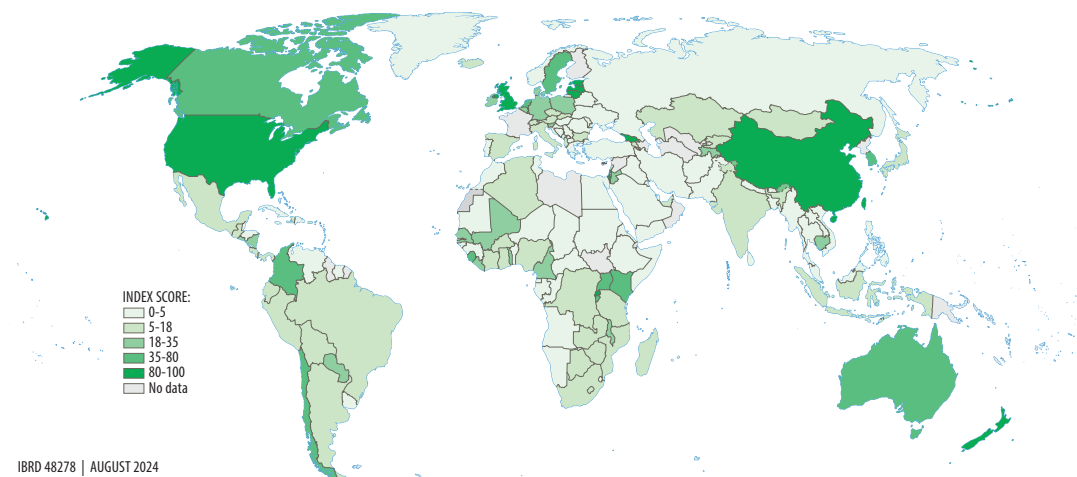 INDEX SCORE:
0-5
5-18
18-35
35-80
80-100
No data
IBRD 48278 | AUGUST 2024